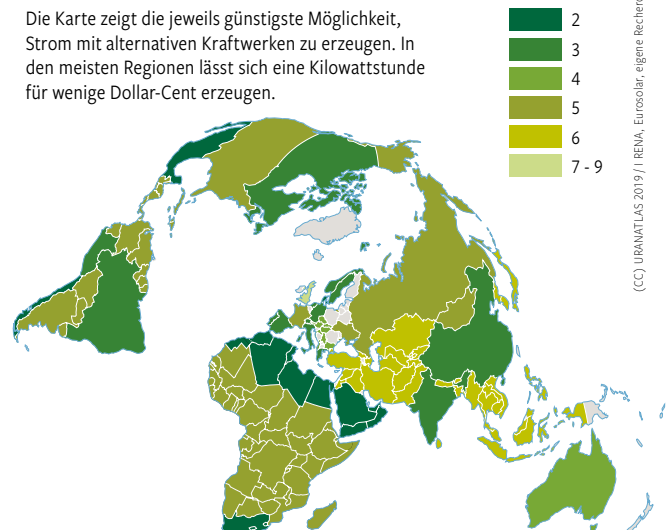 Die Karte zeigt die jeweils günstigste Möglichkeit,
Strom mit alternativen Kraftwerken zu erzeugen. In
den meisten Regionen lässt sich eine Kilowattstunde
für wenige Dollar-Cent erzeugen.
2
3
4
5
6
7 - 9
(CC) URANATLAS 2019 / I RENA, Eurosolar, eigene